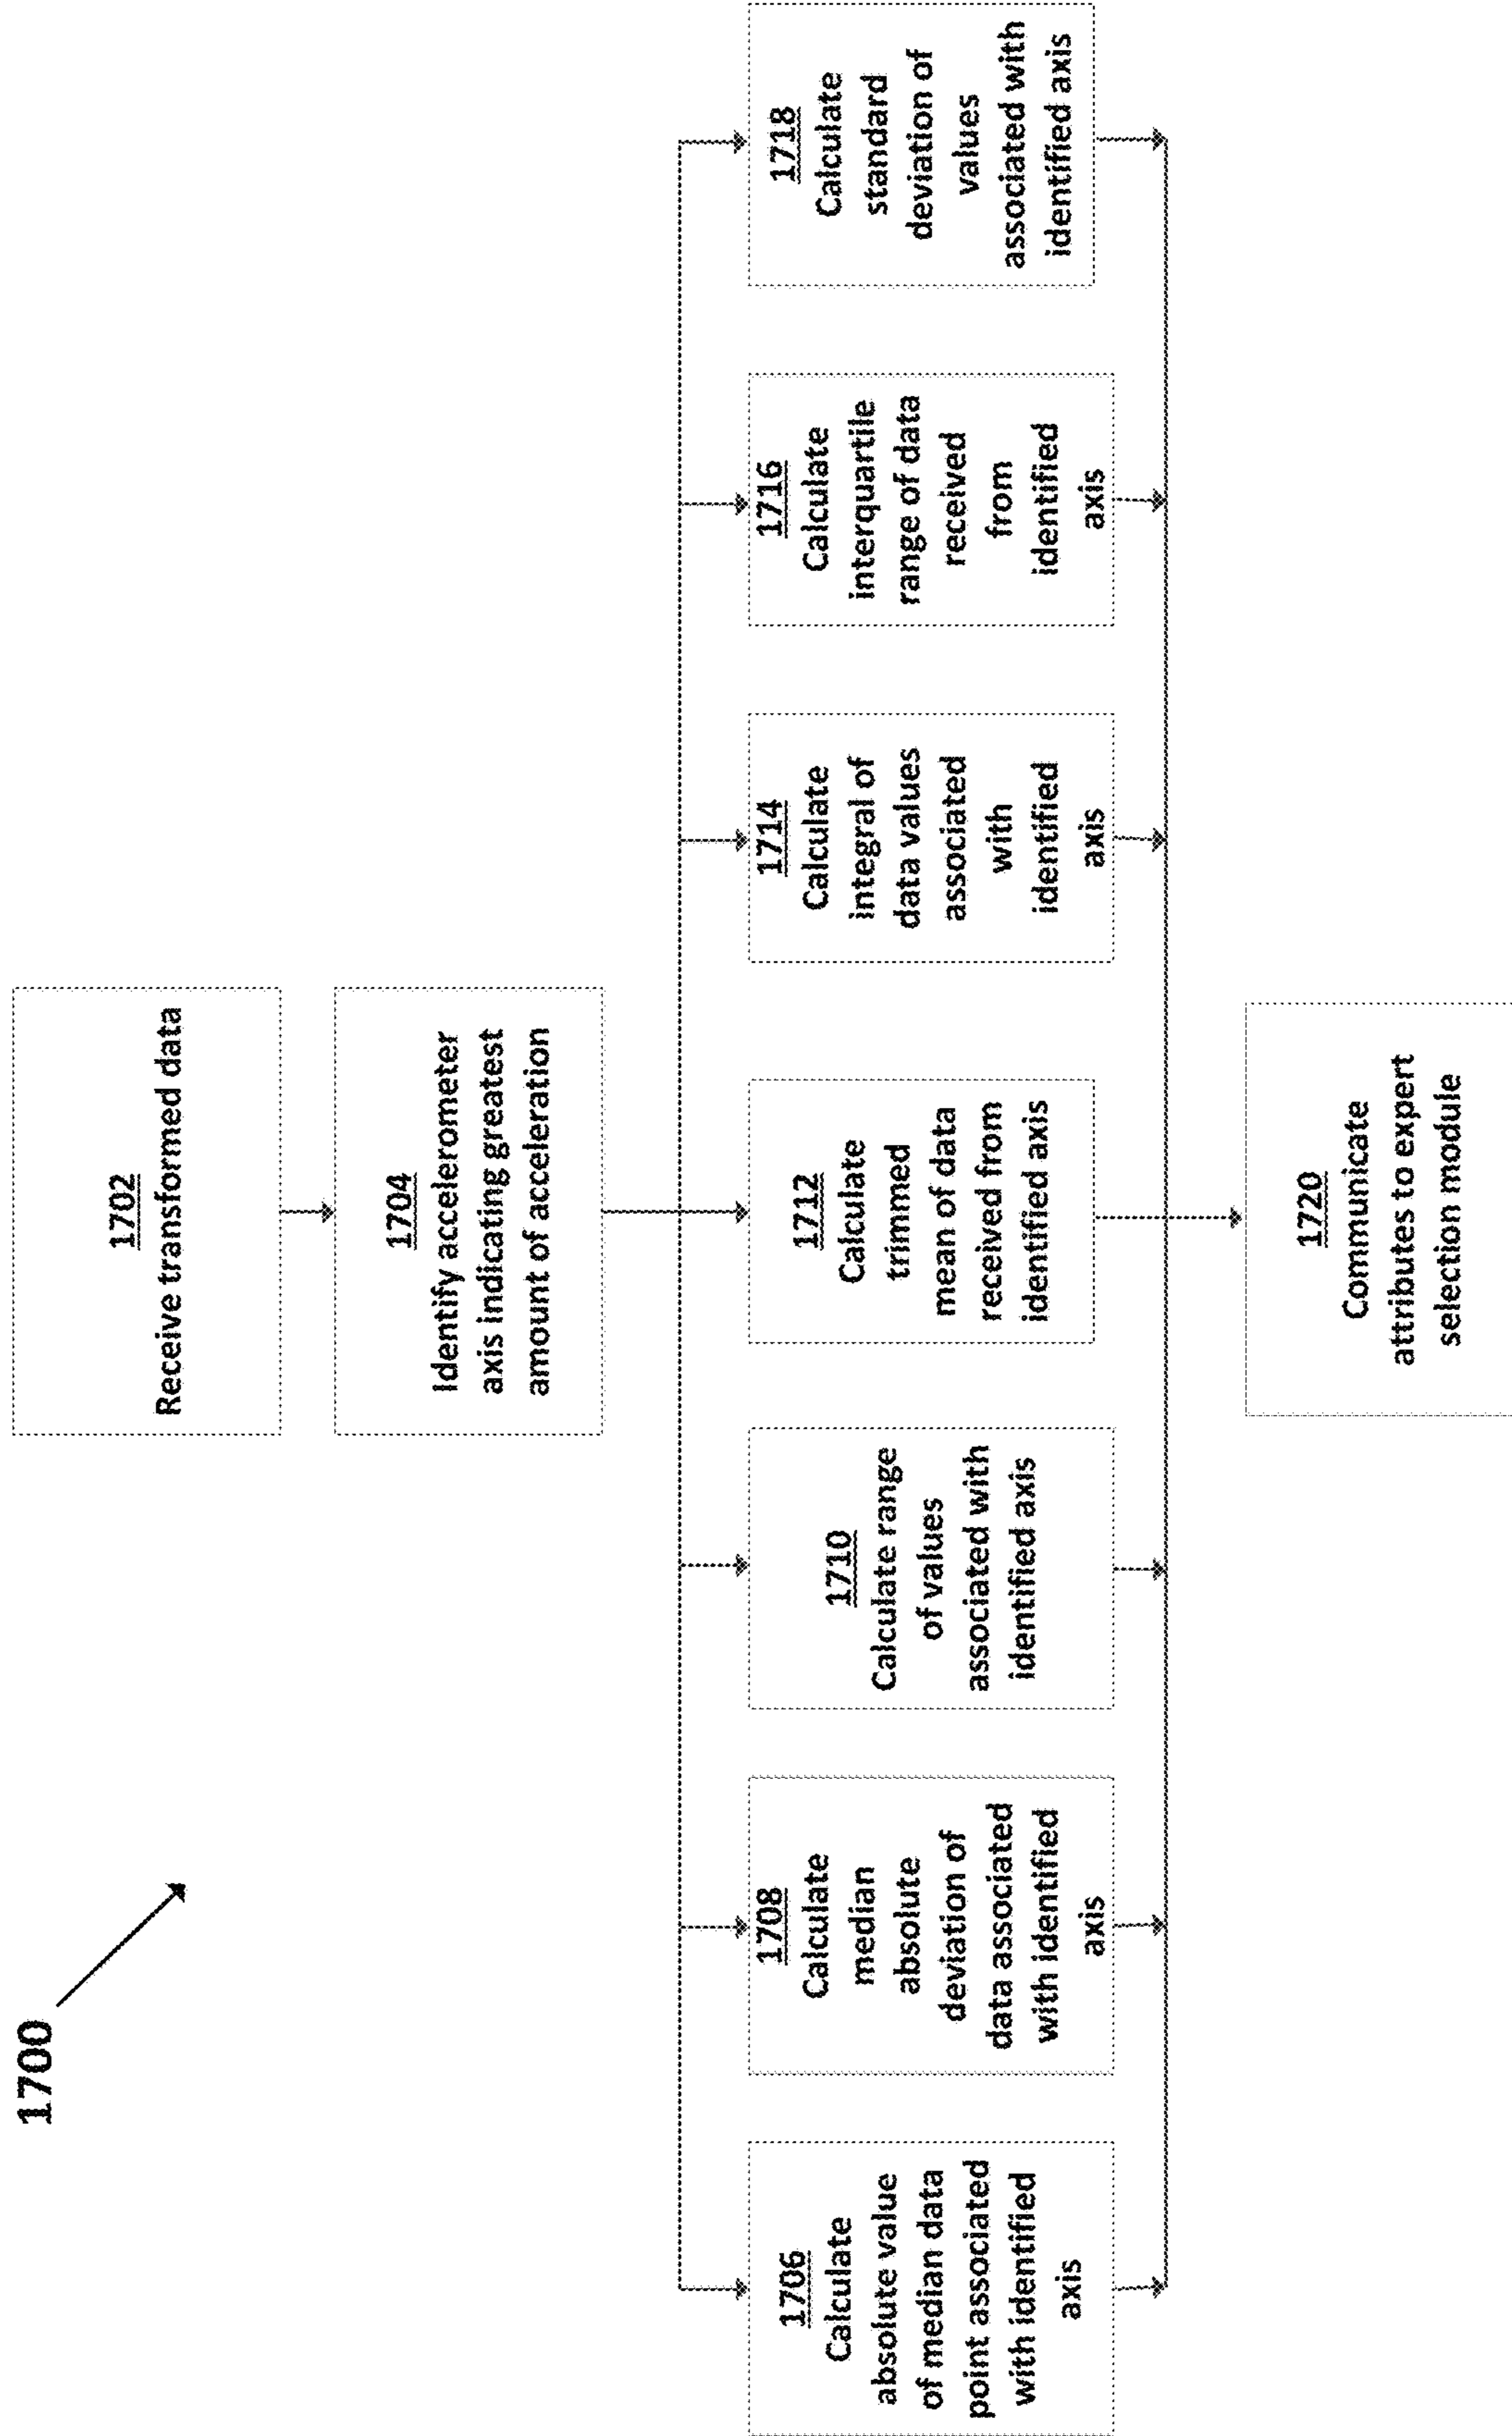 1700
1702
Receive transformed data
1704
Identify accelerometer
axis indicating greatest
amount of acceleration
1706
Calculate
absolute value
of median data
point associated
with identified
axis
1708
Calculate
median
absolute
deviation of
data associated
with identified
axis
1710
Calculate range
of values
associated with
identified axis
1712
Calculate
trimmed
mean of data
received from
identified axis
1714
Calculate
integral of
data values
associated
with
identified
axis
1716
Calculate
interquartile
range of data
received
from
identified
axis
1718
Calculate
standard
deviation of
values
associated with
identified axis
1720
Communicate
attributes to expert
selection module